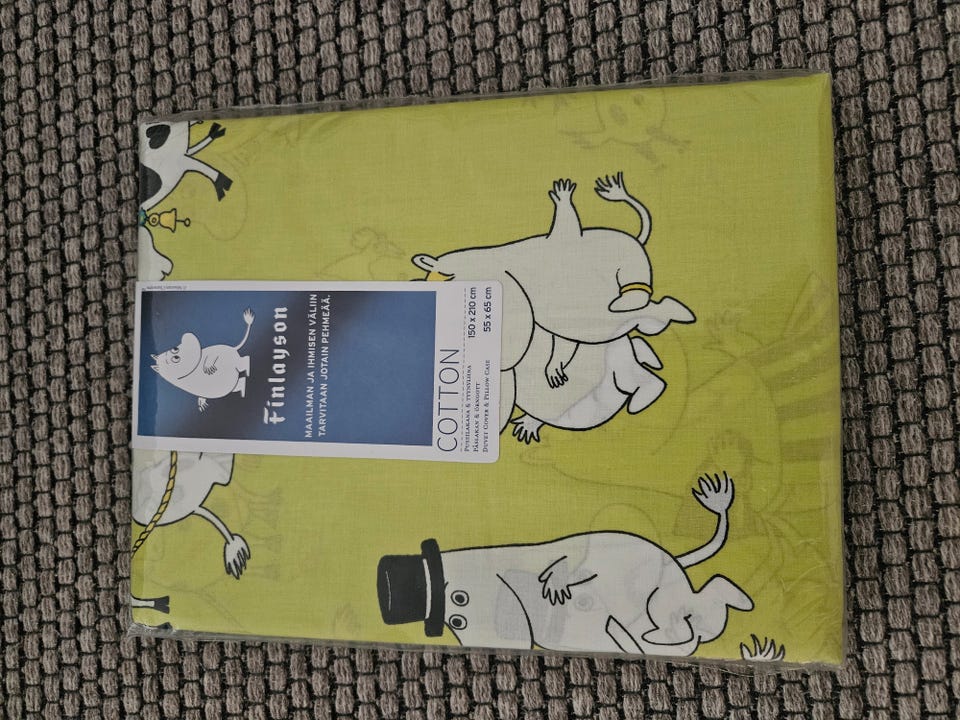 Finlayson
MAAILMAN JA IHMISEN VÄLIIN
TARVITAAN JOTAIN PEHMEÄÄ.
COTTON
PUSSILAKANA & TYYNYLIINA 150 x 210 cm
PÅSLAKAN & ÖRNGOTT 55 x 65 cm
DUVET COVER & PILLOW CASE